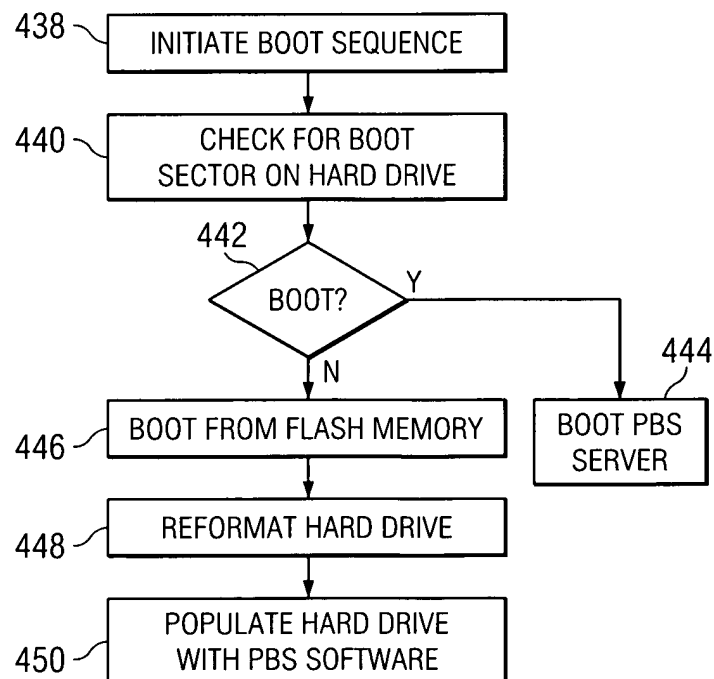 438
INITIATE BOOT SEQUENCE
440
CHECK FOR BOOT
SECTOR ON HARD DRIVE
442
BOOT?
Y
N
444
BOOT PBS
SERVER
446
BOOT FROM FLASH MEMORY
448
REFORMAT HARD DRIVE
450
POPULATE HARD DRIVE
WITH PBS SOFTWARE